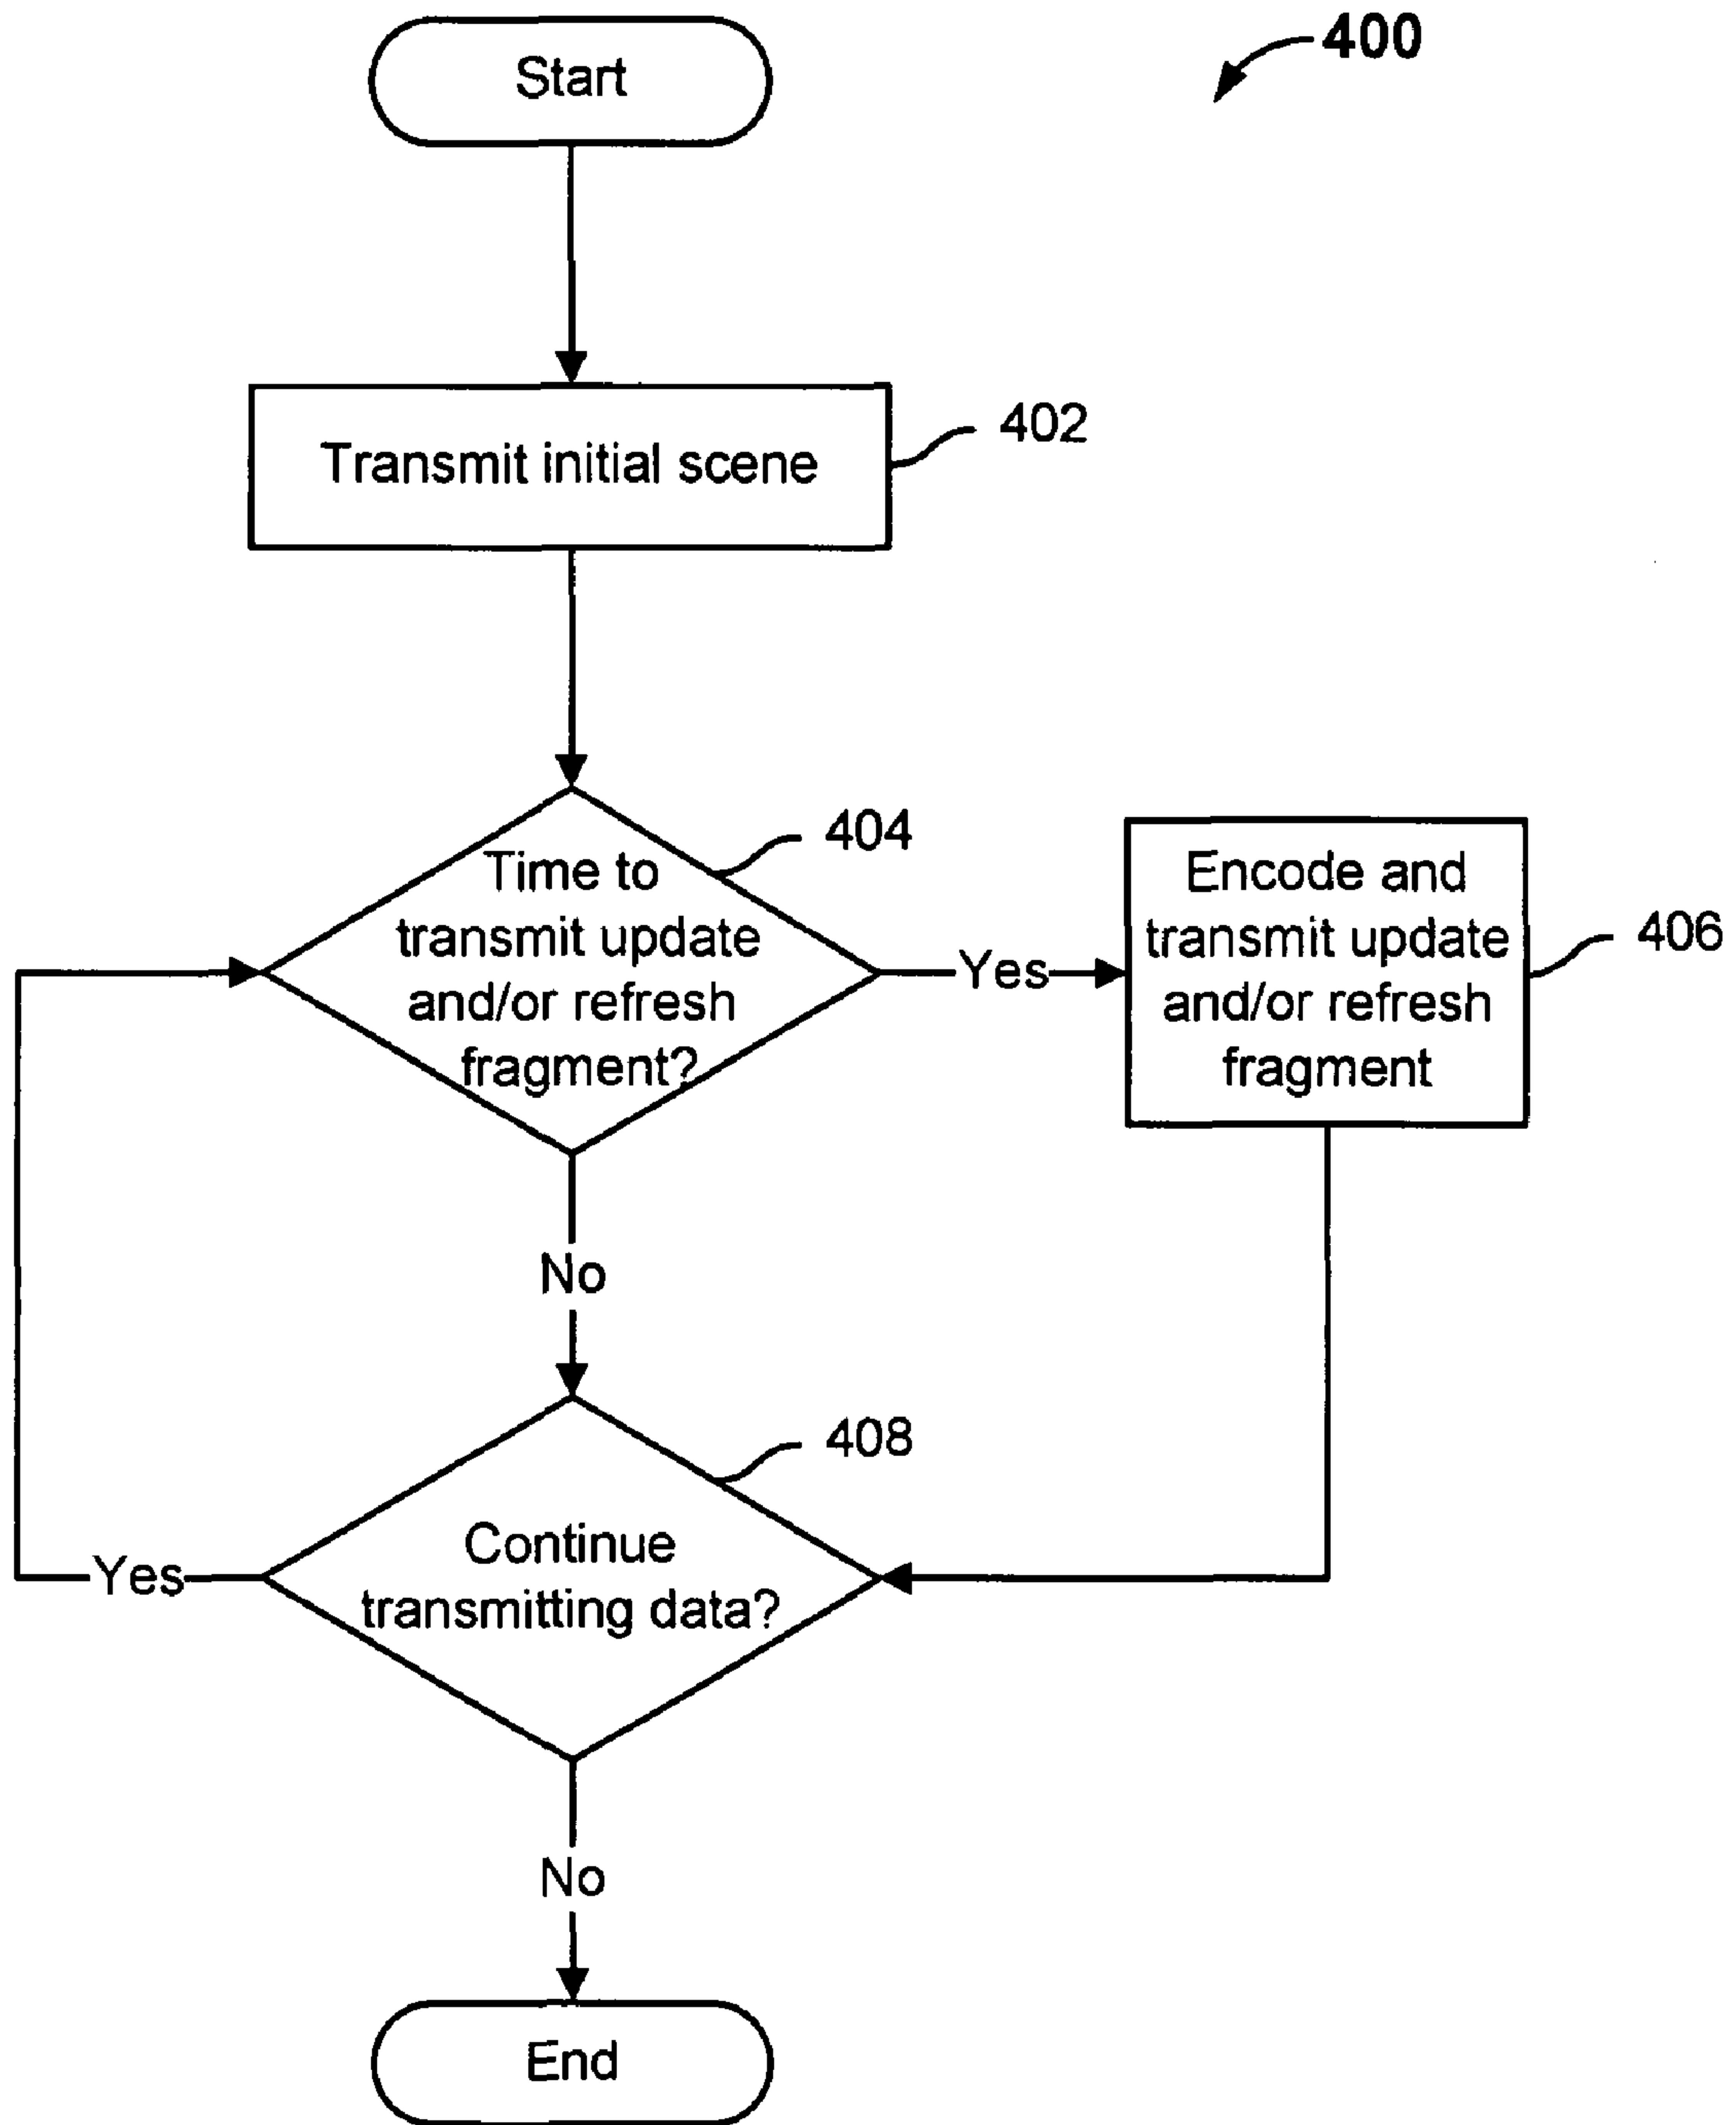 400
Start
Transmit initial scene
402
Time to
transmit update
and/or refresh
fragment?
404
Yes
Encode and
transmit update
and/or refresh
fragment
406
No
Continue
transmitting data?
408
Yes
No
End